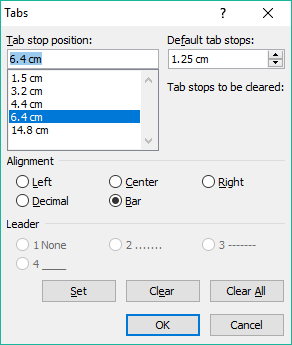 Tabs
? ×
Tab stop position:
Default tab stops:
6.4 cm
1.25 cm
1.5 cm
3.2 cm
4.4 cm
6.4 cm
14.8 cm
Tab stops to be cleared:
Alignment
Left
Center
Right
Decimal
Bar
Leader
1 None
2 .......
3 -------
4 ____
Set
Clear
Clear All
OK
Cancel